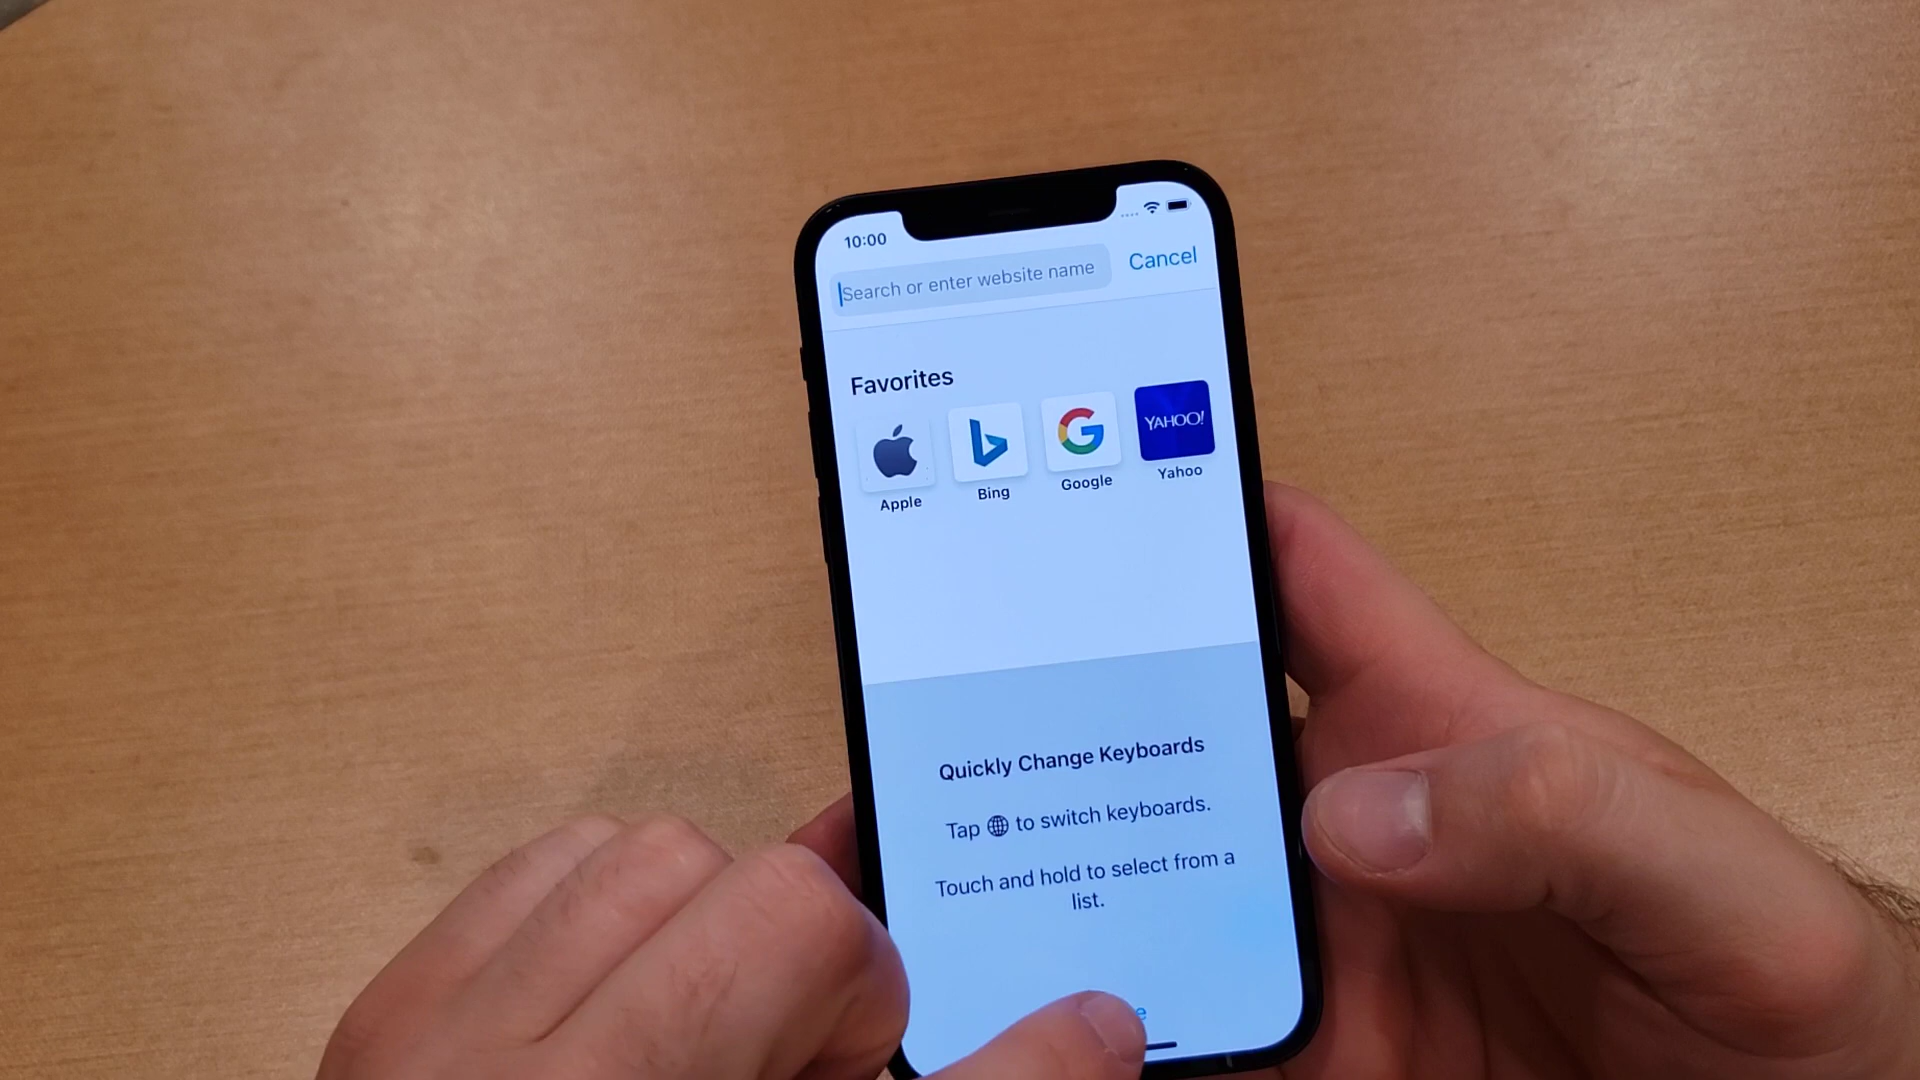 10:00
Search or enter website name
Cancel
Favorites
YAHOO!
Apple
Bing
Google
Yahoo
Quickly Change Keyboards
Tap to switch keyboards.
Touch and hold to select from a
list.